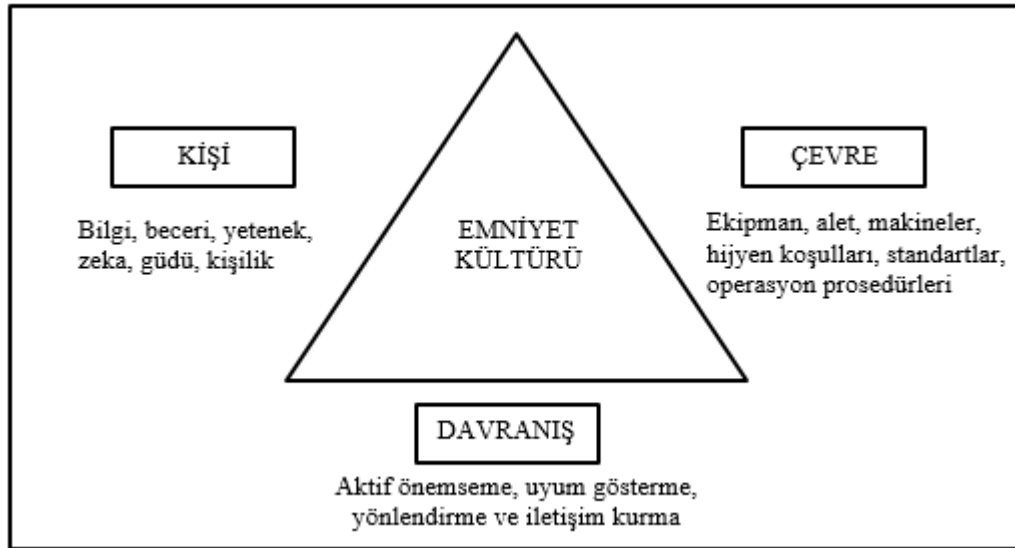 KİŞİ
Bilgi, beceri, yetenek,
zeka, güdü, kişilik
EMNİYET
KÜLTÜRÜ
ÇEVRE
Ekipman, alet, makineler,
hijyen koşulları, standartlar,
operasyon prosedürleri
DAVRANIŞ
Aktif önemseme, uyum gösterme,
yönlendirme ve iletişim kurma